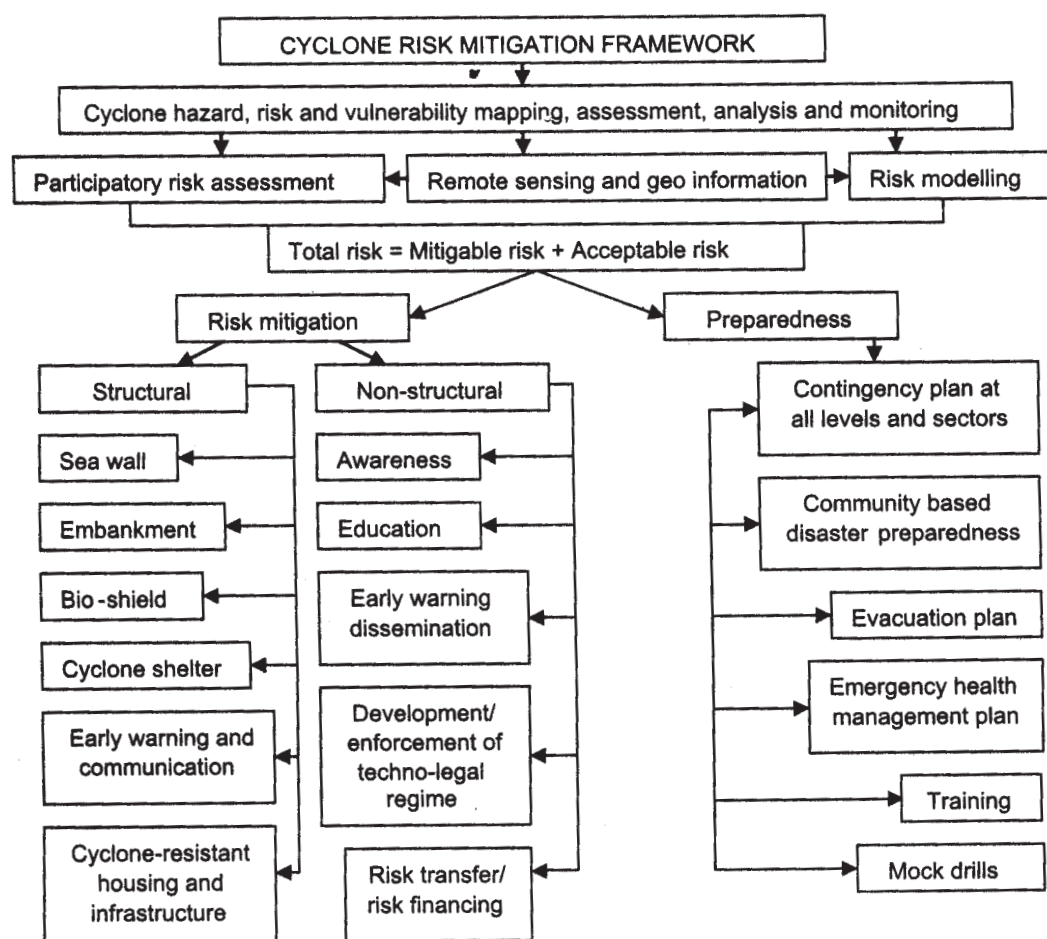 CYCLONE RISK MITIGATION FRAMEWORK
Cyclone hazard, risk and vulnerability mapping, assessment, analysis and monitoring
Participatory risk assessment
Remote sensing and geo information
Risk modelling
Total risk = Mitigable risk + Acceptable risk
Risk mitigation
Preparedness
Structural
Sea wall
Embankment
Bio-shield
Cyclone shelter
Early warning and
communication
Cyclone-resistant
housing and
infrastructure
Non-structural
Awareness
Education
Early warning
dissemination
Development/
enforcement of
techno-legal
regime
Risk transfer/
risk financing
Contingency plan at
all levels and sectors
Community based
disaster preparedness
Evacuation plan
Emergency health
management plan
Training
Mock drills